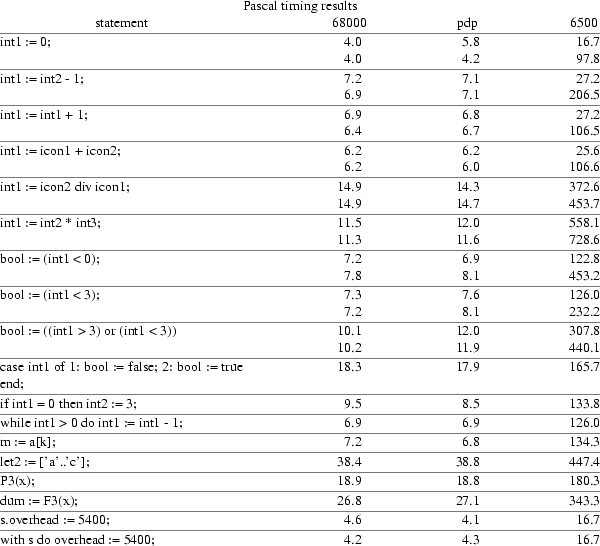 Pascal timing results
statement 68000 pdp 6500
int1 := 0; 4.0 5.8 16.7
4.0 4.2 97.8
int1 := int2 - 1; 7.2 7.1 27.2
6.9 7.1 206.5
int1 := int1 + 1; 6.9 6.8 27.2
6.4 6.7 106.5
int1 := icon1 + icon2; 6.2 6.2 25.6
6.2 6.0 106.6
int1 := icon2 div icon1; 14.9 14.3 372.6
14.9 14.7 453.7
int1 := int2 * int3; 11.5 12.0 558.1
11.3 11.6 728.6
bool := (int1 < 0); 7.2 6.9 122.8
7.8 8.1 453.2
bool := (int1 < 3); 7.3 7.6 126.0
7.2 8.1 232.2
bool := ((int1 > 3) or (int1 < 3)) 10.1 12.0 307.8
10.2 11.9 440.1
case int1 of 1: bool := false; 2: bool := true 18.3 17.9 165.7
end;
if int1 = 0 then int2 := 3; 9.5 8.5 133.8
while int1 > 0 do int1 := int1 - 1; 6.9 6.9 126.0
m := a[k]; 7.2 6.8 134.3
let2 := ['a'..'c']; 38.4 38.8 447.4
P3(x); 18.9 18.8 180.3
dum := F3(x); 26.8 27.1 343.3
s.overhead := 5400; 4.6 4.1 16.7
with s do overhead := 5400; 4.2 4.3 16.7